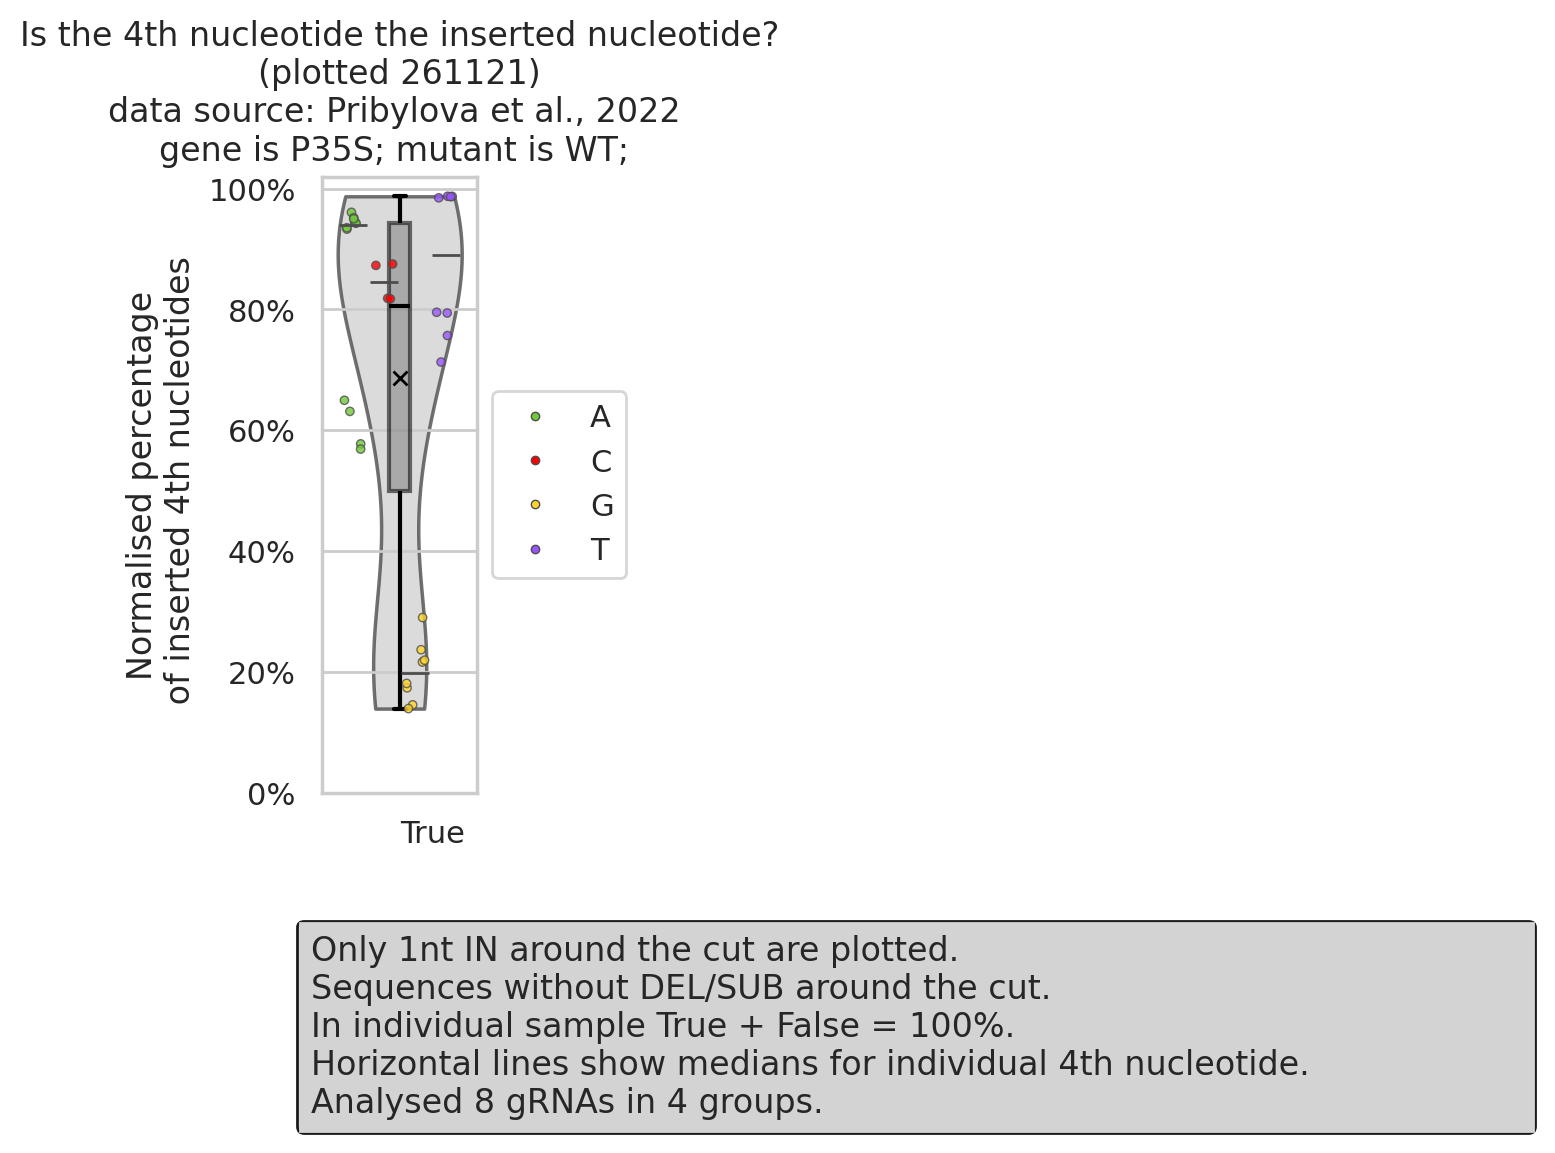 Is the 4th nucleotide the inserted nucleotide?
(plotted 261121)
data source: Pribylova et al., 2022
gene is P35S; mutant is WT;
100%
80%
60%
40%
20%
0%
Normalised percentage
of inserted 4th nucleotides
True
A
C
G
T
Only 1nt IN around the cut are plotted.
Sequences without DEL/SUB around the cut.
In individual sample True + False = 100%.
Horizontal lines show medians for individual 4th nucleotide.
Analysed 8 gRNAs in 4 groups.